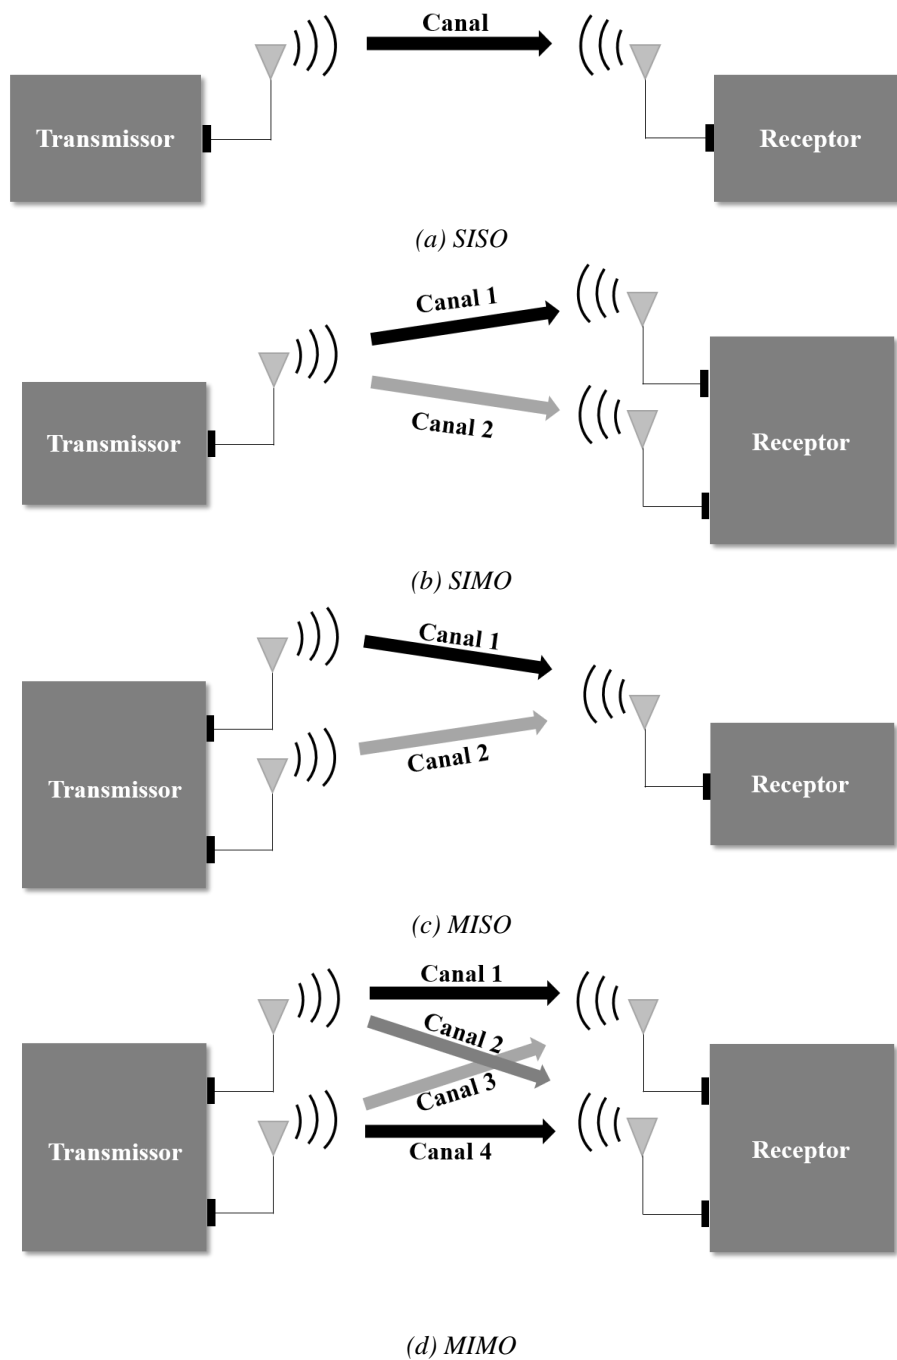 Canal
Transmissor
Receptor
(a) SISO
Canal 1
Transmissor
Canal 2
Receptor
(b) SIMO
Canal 1
Transmissor
Canal 2
Receptor
(c) MISO
Canal 1
Canal 2
Canal 3
Transmissor
Canal 4
Receptor
(d) MIMO